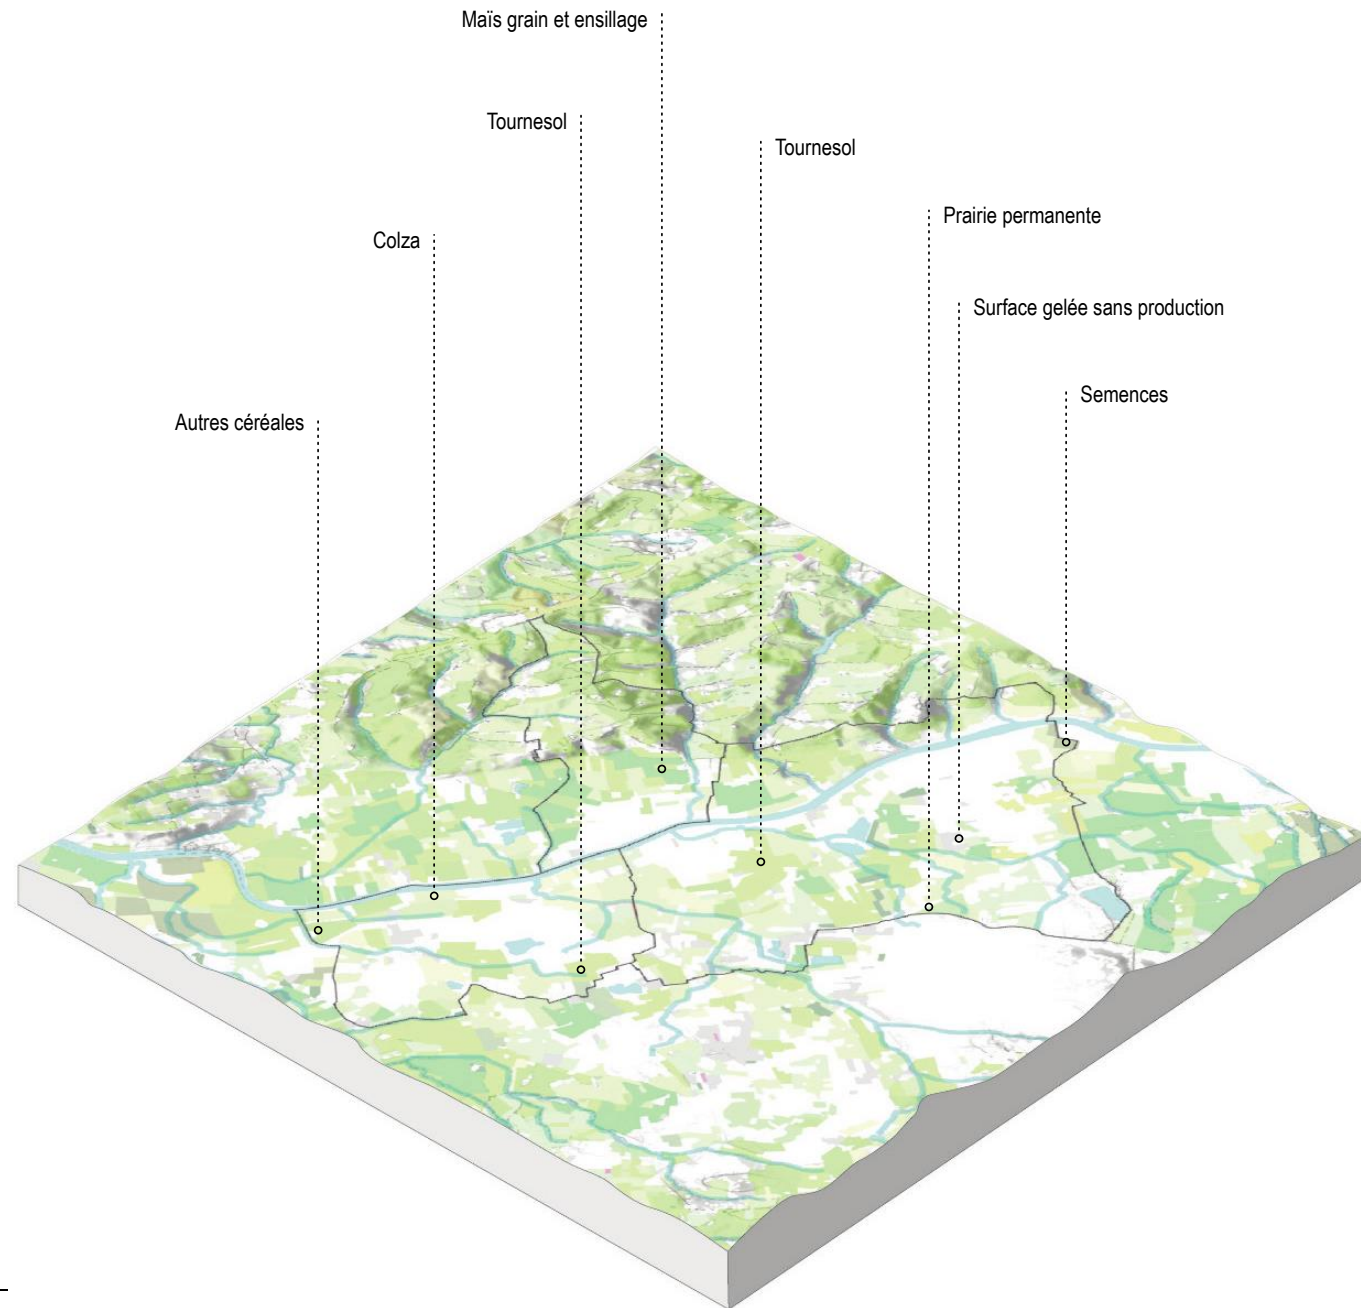 Maïs grain et ensillage
Tournesol
Tournesol
Prairie permanente
Colza
Surface gelée sans production
Semences
Autres céréales